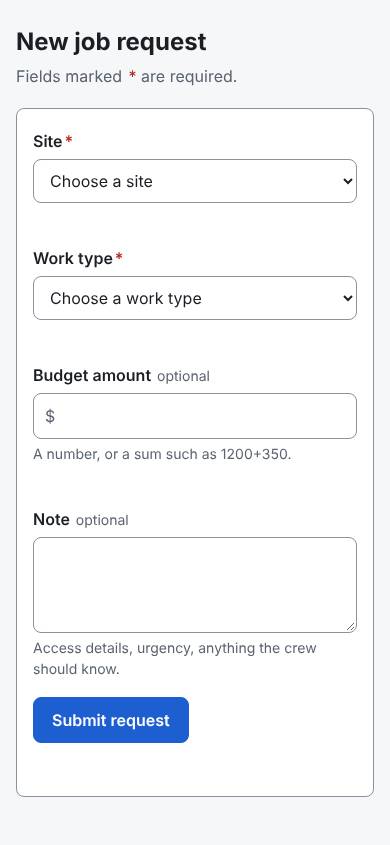 New job request
Fields marked * are required.
Site*
Choose a site
Work type*
Choose a work type
Budget amount optional
$
A number, or a sum such as 1200+350.
Note optional
Access details, urgency, anything the crew
should know.
Submit request